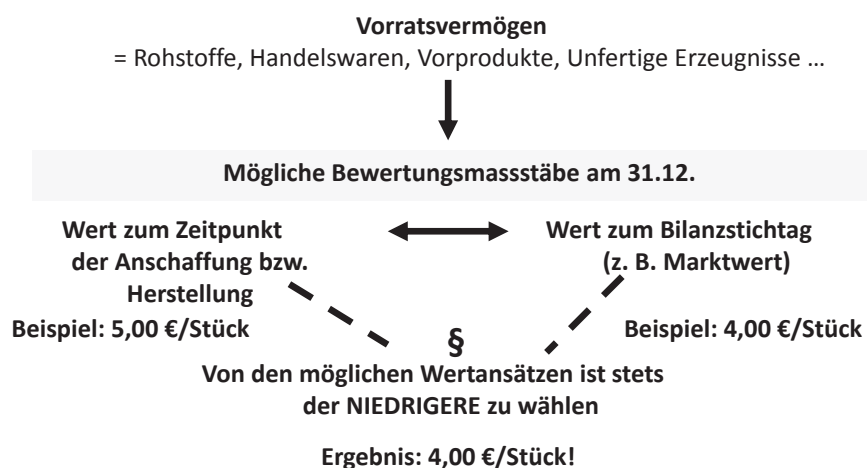 Vorratsvermögen
= Rohstoffe, Handelswaren, Vorprodukte, Unfertige Erzeugnisse ...
Mögliche Bewertungsmassstäbe am 31.12.
Wert zum Zeitpunkt
der Anschaffung bzw.
Herstellung
Beispiel: 5,00 €/Stück
Wert zum Bilanzstichtag
(z. B. Marktwert)
Beispiel: 4,00 €/Stück
§
Von den möglichen Wertansätzen ist stets
der NIEDRIGERE zu wählen
Ergebnis: 4,00 €/Stück!